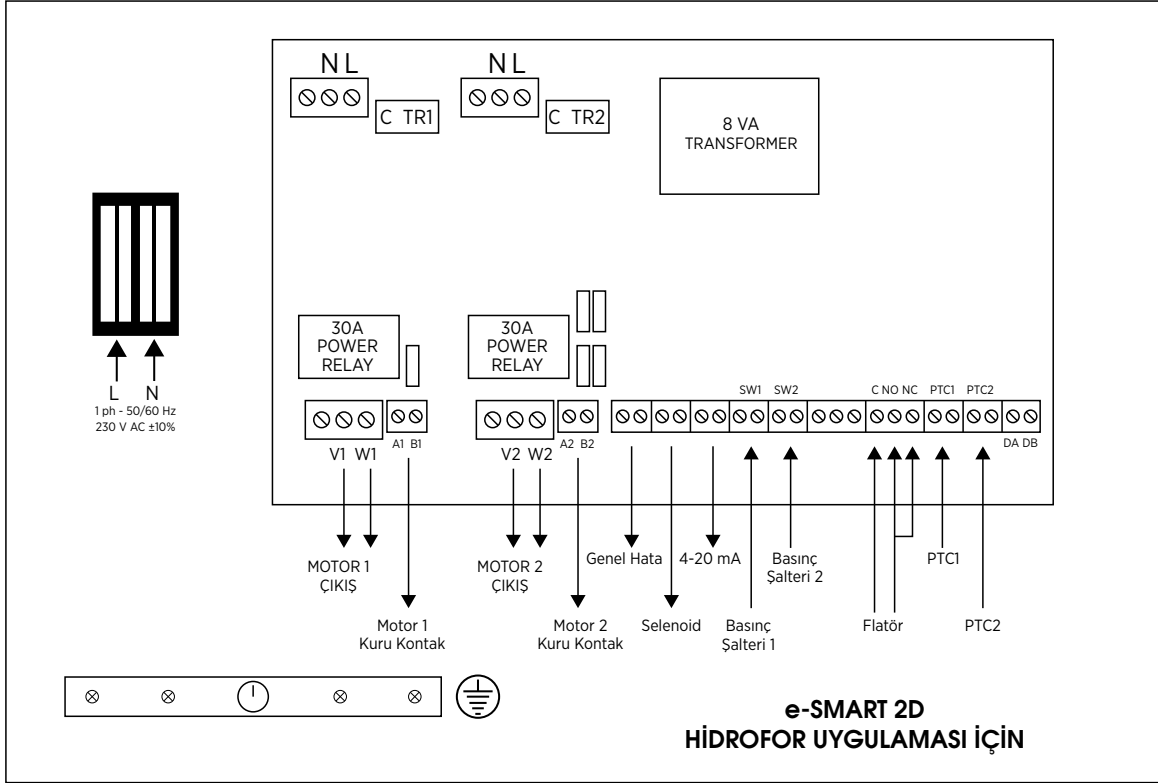 N L
N L
C TR1
C TR2
8 VA
TRANSFORMER
30A
POWER
RELAY
30A
POWER
RELAY
L N
1 ph - 50/60 Hz
230 V AC ±10%
SW1 SW2 C NO NC PTC1 PTC2
V1 W1
A1 B1
V2 W2
A2 B2
DA DB
MOTOR 1
ÇIKIŞ
MOTOR 2
ÇIKIŞ
Genel Hata
4-20 mA
Basınç
Şalteri 2
PTC1
Motor 1
Kuru Kontak
Motor 2
Kuru Kontak
Selenoid
Basınç
Şalteri 1
Flatör
PTC2
e-SMART 2D
HİDROFOR UYGULAMASI İÇİN